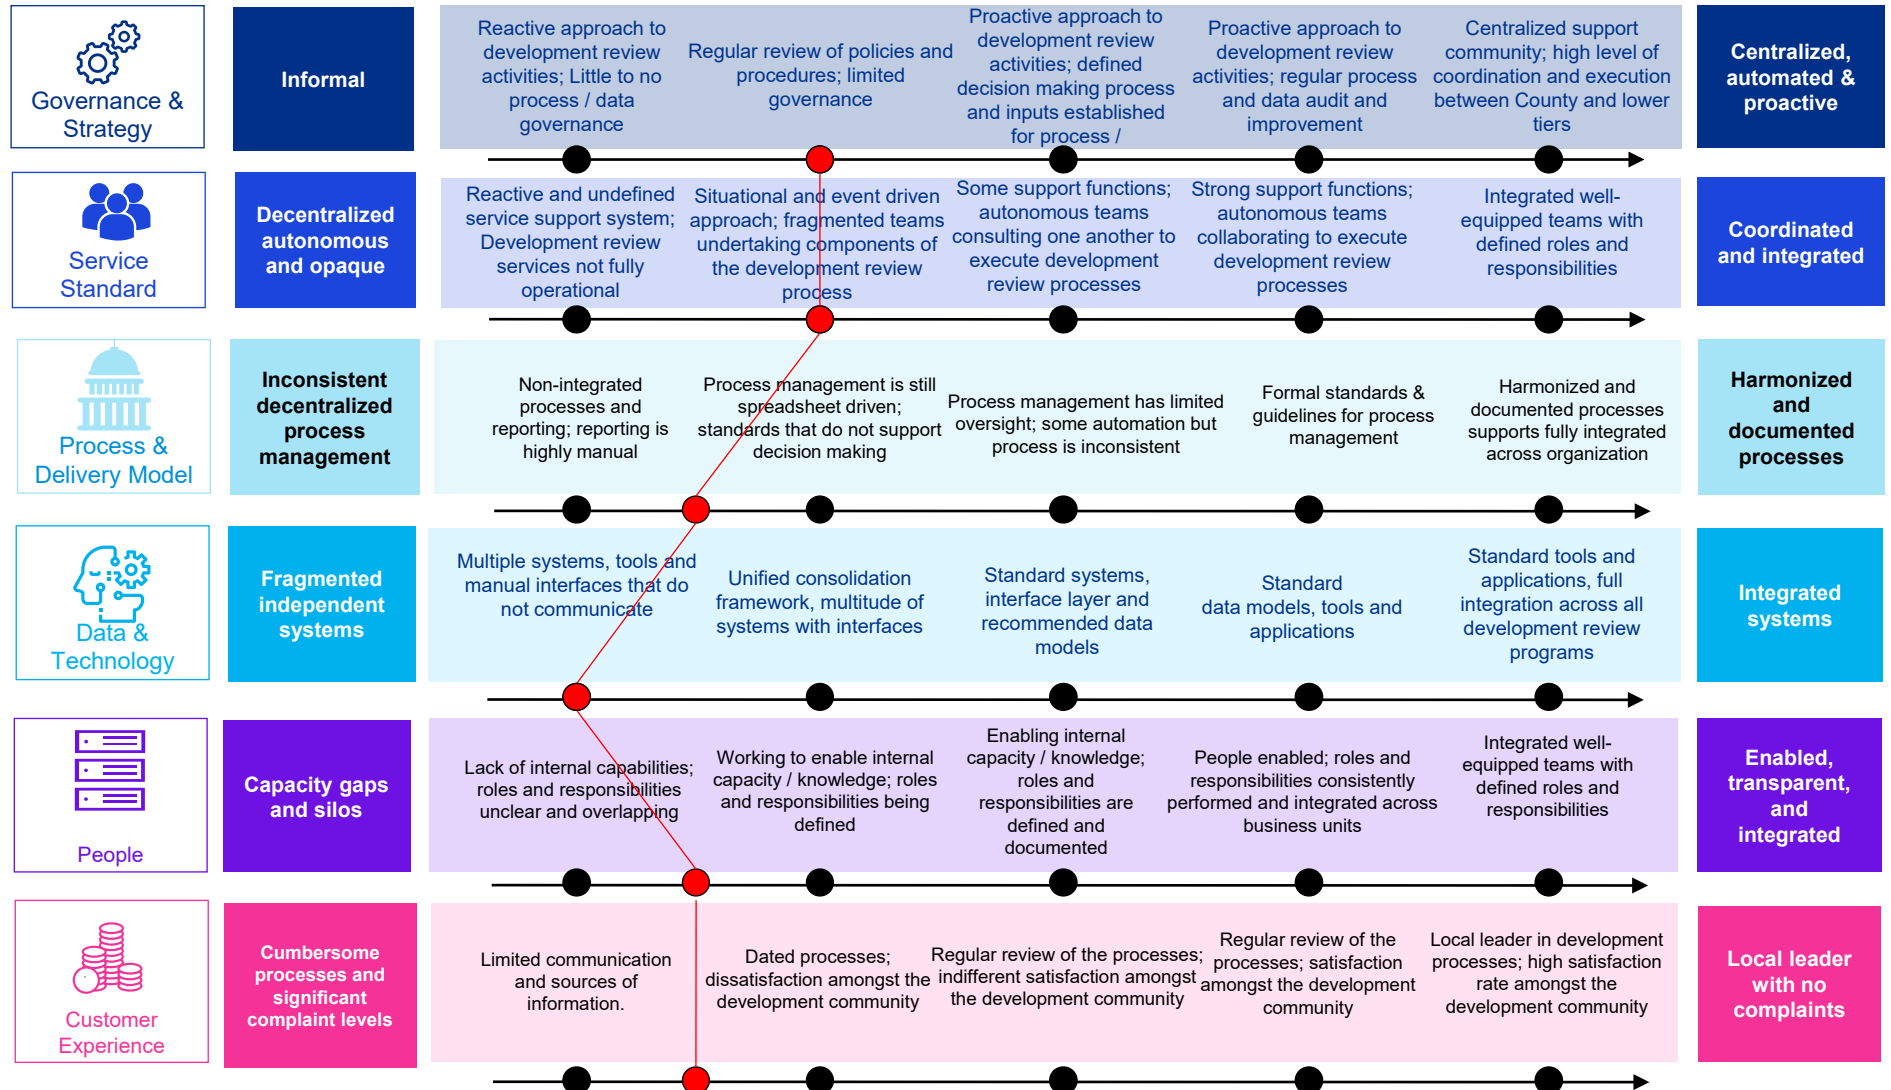 Governance &
Strategy
Informal
Reactive approach to
development review
activities; Little to no
process / data
governance
Regular review of policies and
procedures; limited
governance
Proactive approach to
development review
activities; defined
decision making process
and inputs established
for process /
Proactive approach to
development review
activities; regular process
and data audit and
improvement
Centralized support
community; high level of
coordination and execution
between County and lower
tiers
Centralized,
automated &
proactive
Service
Standard
Decentralized
autonomous
and opaque
Reactive and undefined
service support system;
Development review
services not fully
operational
Situational and event driven
approach; fragmented teams
undertaking components of
the development review
process
Some support functions;
autonomous teams
consulting one another to
execute development
review processes
Strong support functions;
autonomous teams
collaborating to execute
development review
processes
Integrated well-
equipped teams with
defined roles and
responsibilities
Coordinated
and integrated
Process &
Delivery Model
Inconsistent
decentralized
process
management
Non-integrated
processes and
reporting; reporting is
highly manual
Process management is still
spreadsheet driven;
standards that do not support
decision making
Process management has limited
oversight; some automation but
process is inconsistent
Formal standards &
guidelines for process
management
Harmonized and
documented processes
supports fully integrated
across organization
Harmonized
and
documented
processes
Data &
Technology
Fragmented
independent
systems
Multiple systems, tools and
manual interfaces that do
not communicate
Unified consolidation
framework, multitude of
systems with interfaces
Standard systems,
interface layer and
recommended data
models
Standard
data models, tools and
applications
Standard tools and
applications, full
integration across all
development review
programs
Integrated
systems
People
Capacity gaps
and silos
Lack of internal capabilities;
roles and responsibilities
unclear and overlapping
Working to enable internal
capacity / knowledge; roles
and responsibilities being
defined
Enabling internal
capacity / knowledge;
roles and
responsibilities are
defined and
documented
People enabled; roles and
responsibilities consistently
performed and integrated across
business units
Integrated well-
equipped teams with
defined roles and
responsibilities
Enabled,
transparent,
and
integrated
Customer
Experience
Cumbersome
processes and
significant
complaint levels
Limited communication
and sources of
information.
Dated processes;
dissatisfaction amongst the
development community
Regular review of the processes;
indifferent satisfaction amongst
the development community
Regular review of the
processes; satisfaction
amongst the development
community
Local leader in development
processes; high satisfaction
rate amongst the
development community
Local leader
with no
complaints